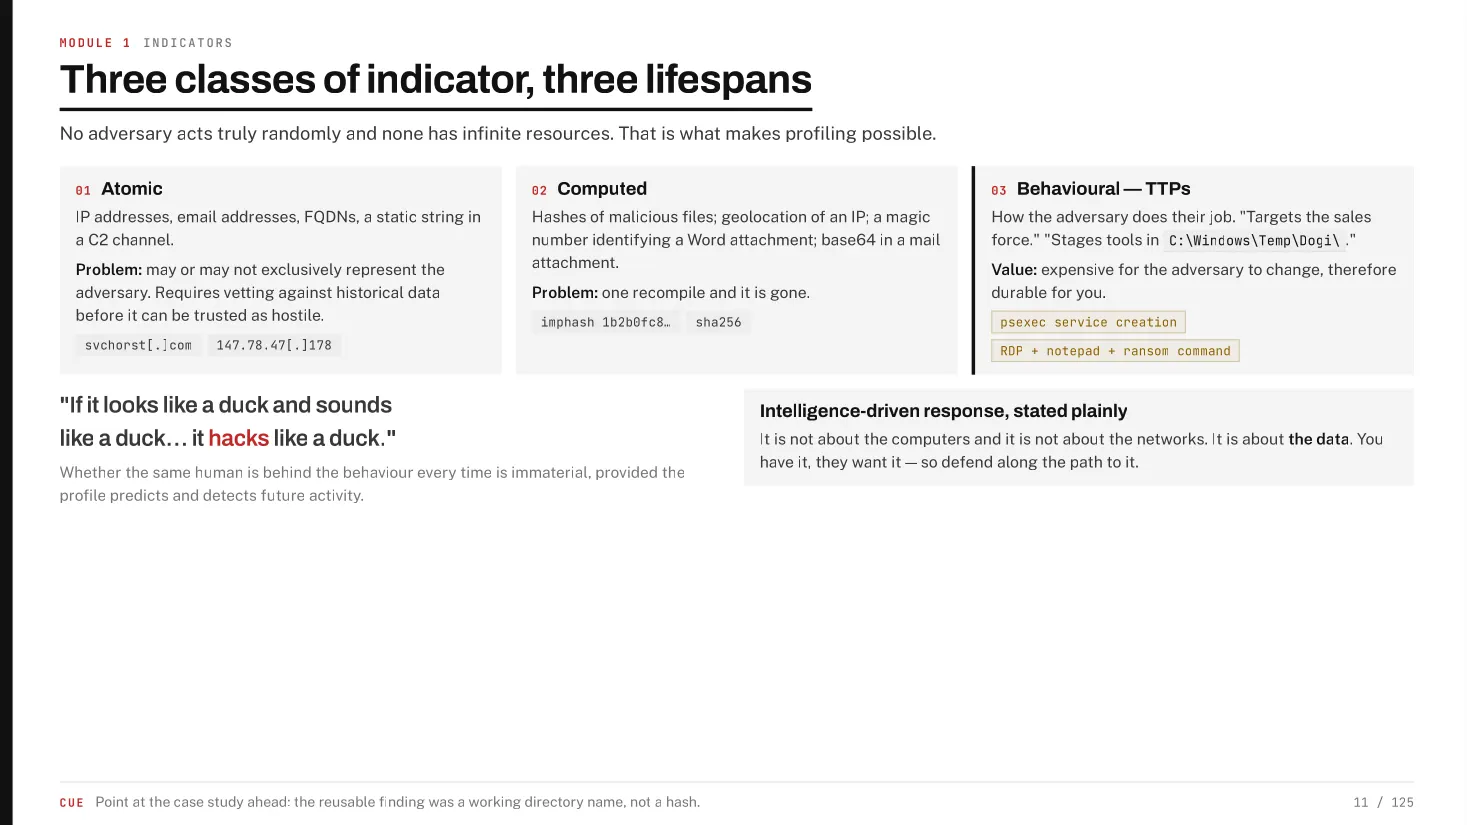 MODULE 1 INDICATORS
Three classes of indicator, three lifespans
No adversary acts truly randomly and none has infinite resources. That is what makes profiling possible.
01 Atomic
IP addresses, email addresses, FQDNs, a static string in
a C2 channel.
Problem: may or may not exclusively represent the
adversary. Requires vetting against historical data
before it can be trusted as hostile.
svchorst[.]com 147.78.47[.]178
02 Computed
Hashes of malicious files; geolocation of an IP; a magic
number identifying a Word attachment; base64 in a mail
attachment.
Problem: one recompile and it is gone.
imphash 1b2b0fc8… sha256
03 Behavioural — TTPs
How the adversary does their job. "Targets the sales
force." "Stages tools in C:\Windows\Temp\Dogi\ ."
Value: expensive for the adversary to change, therefore
durable for you.
psexec service creation
RDP + notepad + ransom command
"If it looks like a duck and sounds
like a duck… it hacks like a duck."
Whether the same human is behind the behaviour every time is immaterial, provided the
profile predicts and detects future activity.
Intelligence-driven response, stated plainly
It is not about the computers and it is not about the networks. It is about the data. You
have it, they want it — so defend along the path to it.
CUE Point at the case study ahead: the reusable finding was a working directory name, not a hash.
11 / 125